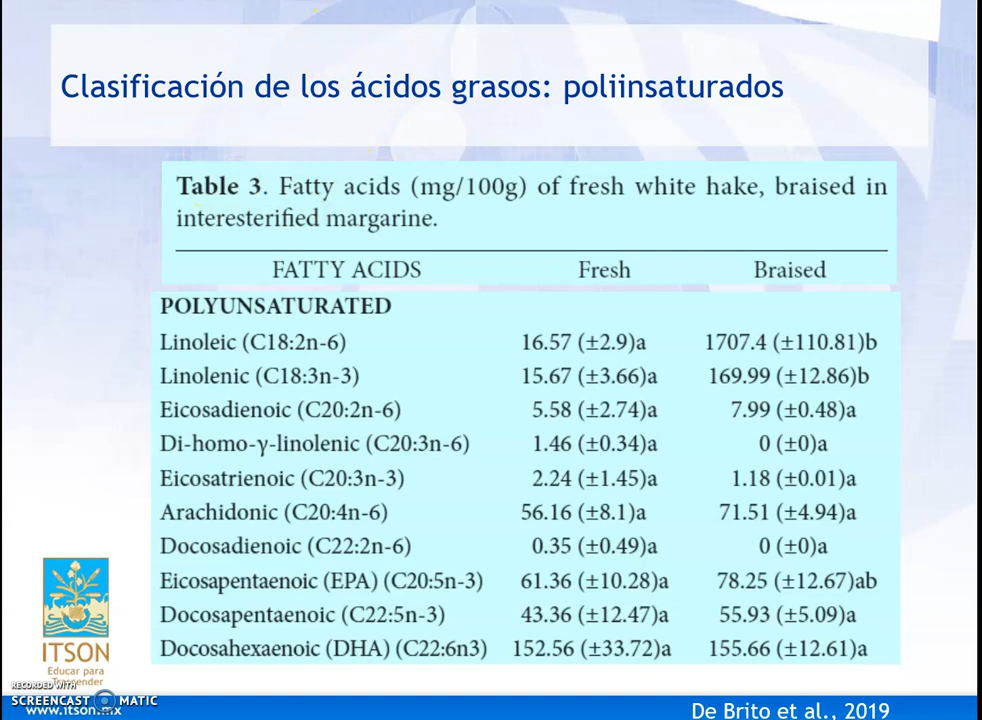 Clasificación de los ácidos grasos: poliinsaturados
Table 3. Fatty acids (mg/100g) of fresh white hake, braised in
interesterified margarine.
FATTY ACIDS Fresh Braised
POLYUNSATURATED
Linoleic (C18:2n-6) 16.57 (±2.9)a 1707.4 (±110.81)b
Linolenic (C18:3n-3) 15.67 (±3.66)a 169.99 (±12.86)b
Eicosadienoic (C20:2n-6) 5.58 (±2.74)a 7.99 (±0.48)a
Di-homo-γ-linolenic (C20:3n-6) 1.46 (±0.34)a 0 (±0)a
Eicosatrienoic (C20:3n-3) 2.24 (±1.45)a 1.18 (±0.01)a
Arachidonic (C20:4n-6) 56.16 (±8.1)a 71.51 (±4.94)a
Docosadienoic (C22:2n-6) 0.35 (±0.49)a 0 (±0)a
Eicosapentaenoic (EPA) (C20:5n-3) 61.36 (±10.28)a 78.25 (±12.67)ab
Docosapentaenoic (C22:5n-3) 43.36 (±12.47)a 55.93 (±5.09)a
Docosahexaenoic (DHA) (C22:6n3) 152.56 (±33.72)a 155.66 (±12.61)a
ITSON
Educar para
Trascender
RECORDED WITH
SCREENCAST MATIC
www.itson.mx
De Brito et al., 2019